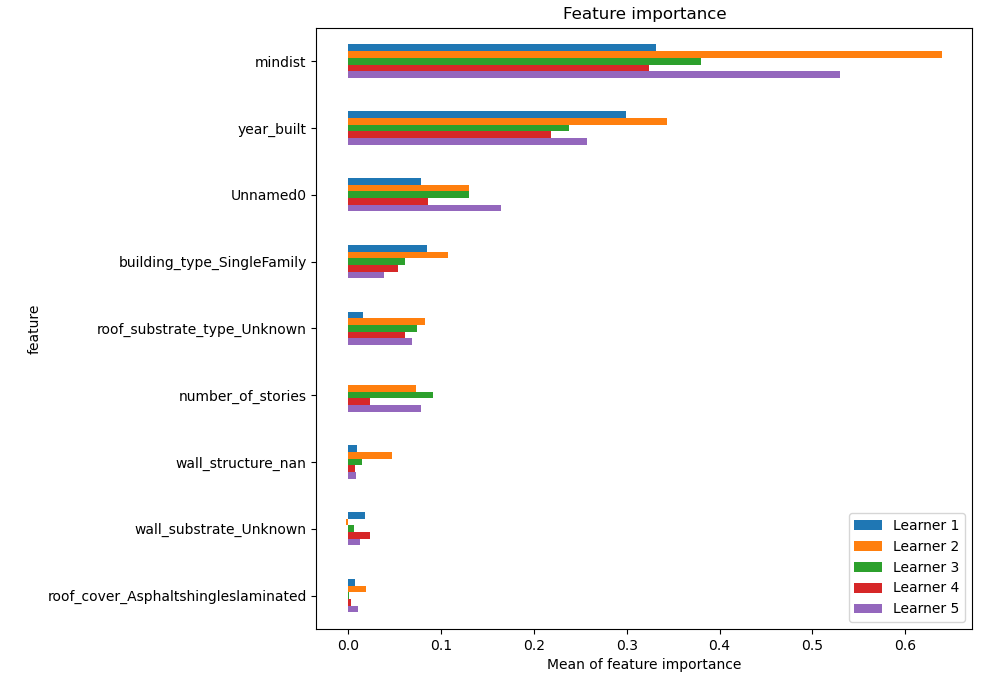 Feature importance
mindist
year_built
Unnamed0
building_type_SingleFamily
roof_substrate_type_Unknown
number_of_stories
wall_structure_nan
wall_substrate_Unknown
roof_cover_Asphaltshingleslaminated
feature
Learner 1
Learner 2
Learner 3
Learner 4
Learner 5
0.0 0.1 0.2 0.3 0.4 0.5 0.6
Mean of feature importance